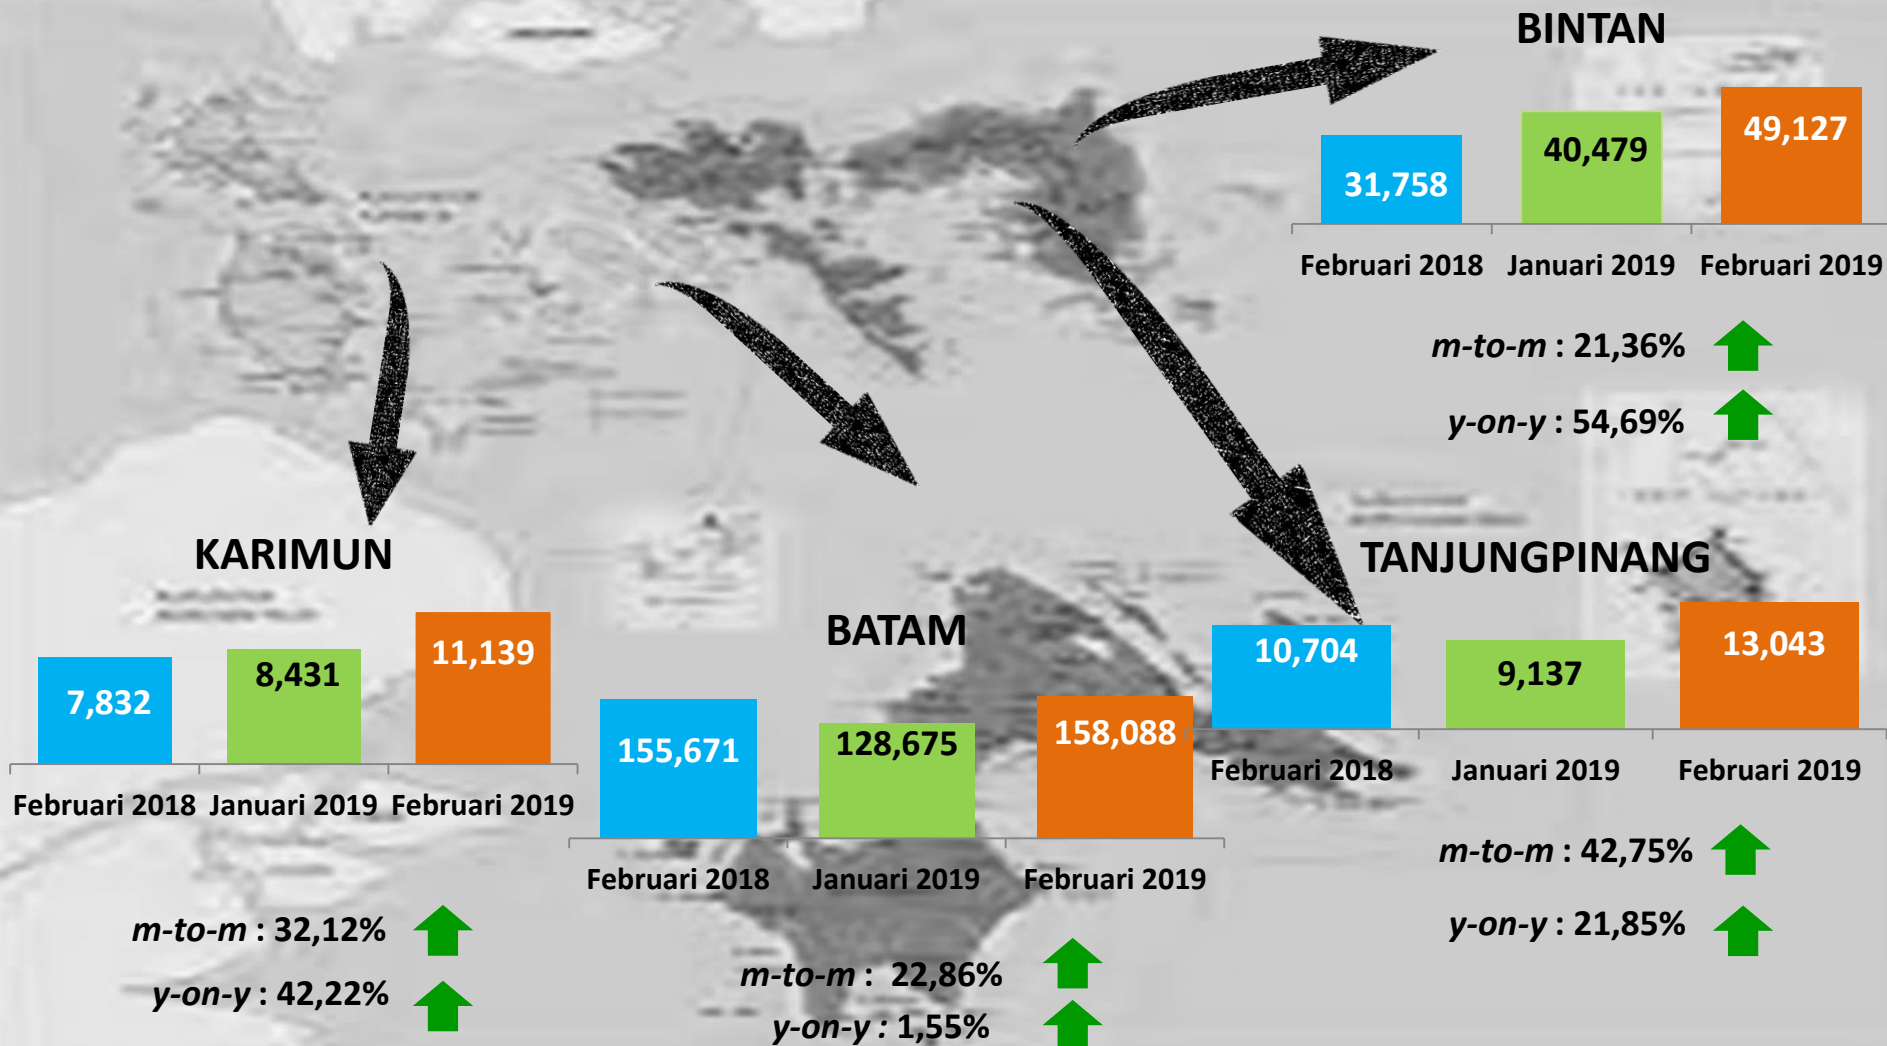 BINTAN
31,758
40,479
49,127
Februari 2018 Januari 2019 Februari 2019
m-to-m : 21,36%
y-on-y : 54,69%
KARIMUN
7,832
8,431
11,139
Februari 2018 Januari 2019 Februari 2019
m-to-m : 32,12%
y-on-y : 42,22%
BATAM
155,671
128,675
158,088
Februari 2018 Januari 2019 Februari 2019
m-to-m : 22,86%
y-on-y : 1,55%
TANJUNGPINANG
10,704
9,137
13,043
Februari 2018 Januari 2019 Februari 2019
m-to-m : 42,75%
y-on-y : 21,85%